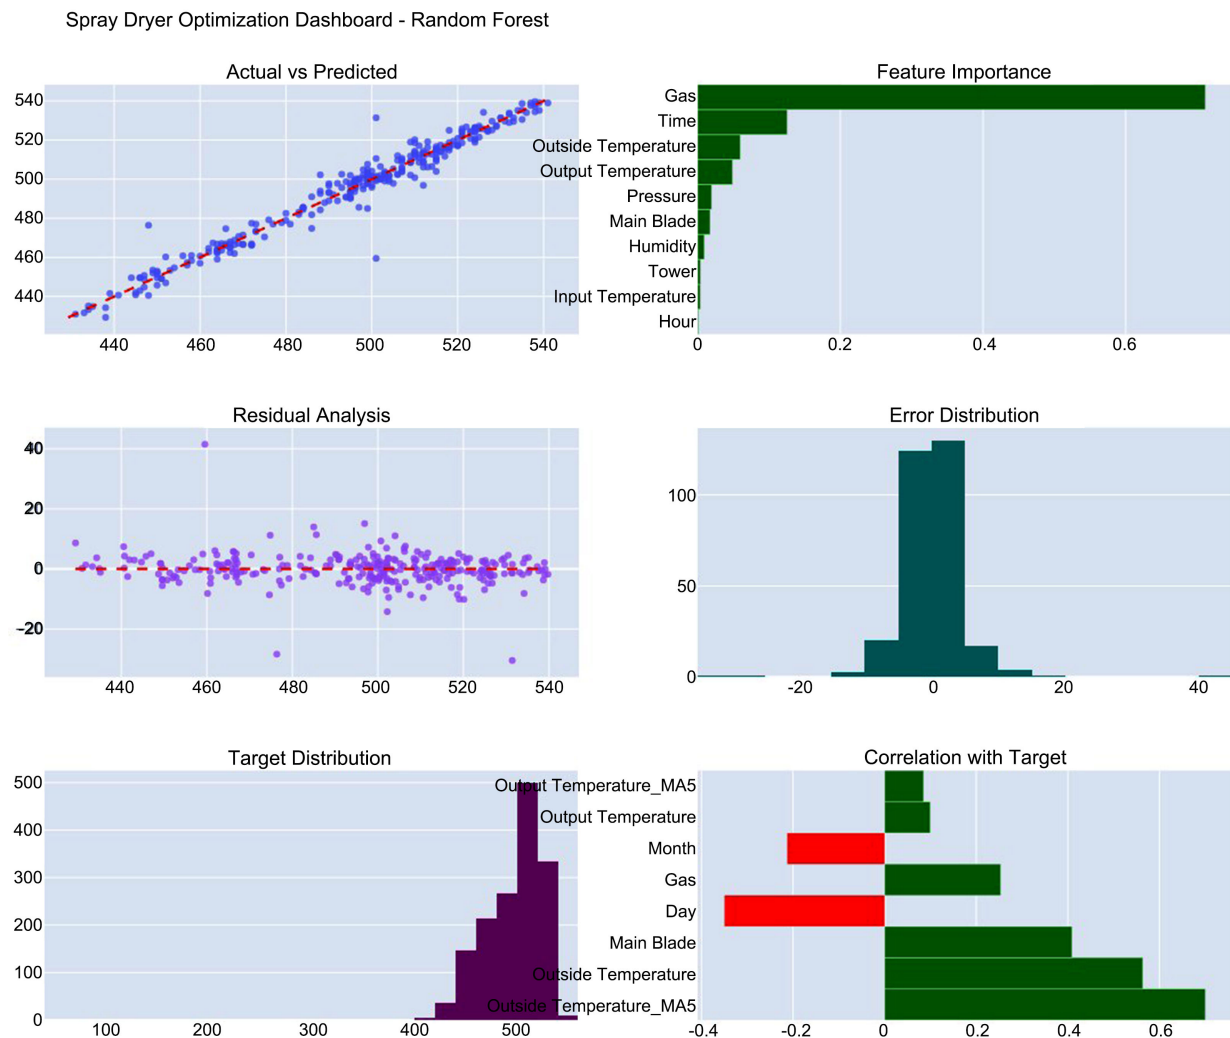 Spray Dryer Optimization Dashboard - Random Forest
Actual vs Predicted
540
520
500
480
460
440
440 460 480 500 520 540
Feature Importance
Gas
Time
Outside Temperature
Output Temperature
Pressure
Main Blade
Humidity
Tower
Input Temperature
Hour
0 0.2 0.4 0.6
Residual Analysis
40
20
0
–20
440 460 480 500 520 540
Error Distribution
100
50
0
-20 0 20 40
Target Distribution
500
400
300
200
100
0
100 200 300 400 500
Correlation with Target
Output Temperature_MA5
Output Temperature
Month
Gas
Day
Main Blade
Outside Temperature
Outside Temperature_MA5
-0.4 -0.2 0 0.2 0.4 0.6